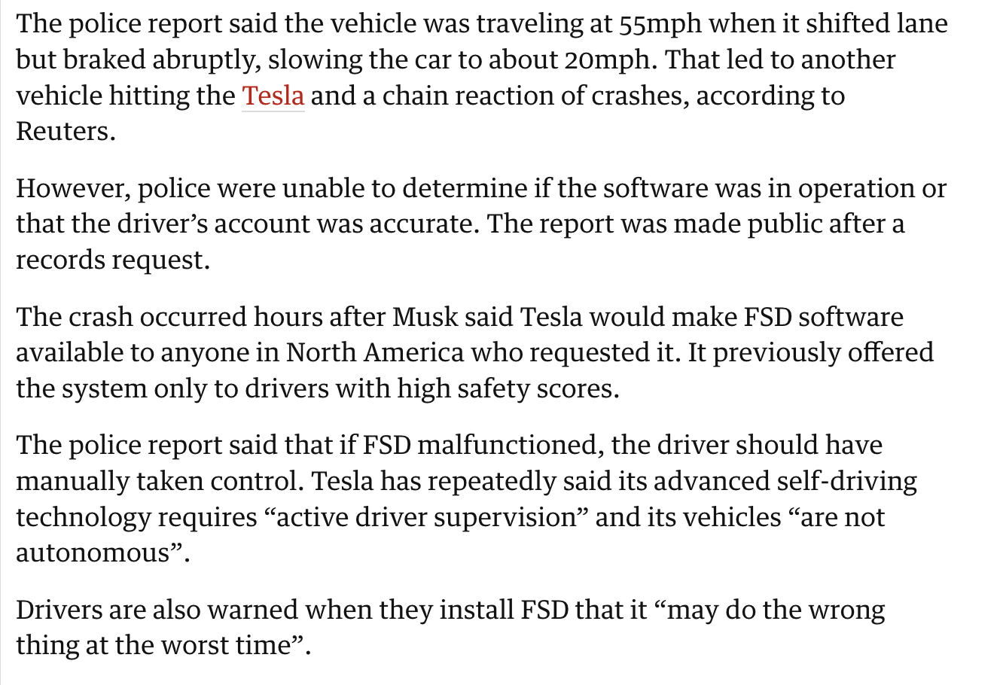 The police report said the vehicle was traveling at 55mph when it shifted lane
but braked abruptly, slowing the car to about 20mph. That led to another
vehicle hitting the Tesla and a chain reaction of crashes, according to
Reuters.
However, police were unable to determine if the software was in operation or
that the driver’s account was accurate. The report was made public after a
records request.
The crash occurred hours after Musk said Tesla would make FSD software
available to anyone in North America who requested it. It previously offered
the system only to drivers with high safety scores.
The police report said that if FSD malfunctioned, the driver should have
manually taken control. Tesla has repeatedly said its advanced self-driving
technology requires “active driver supervision” and its vehicles “are not
autonomous”.
Drivers are also warned when they install FSD that it “may do the wrong
thing at the worst time”.